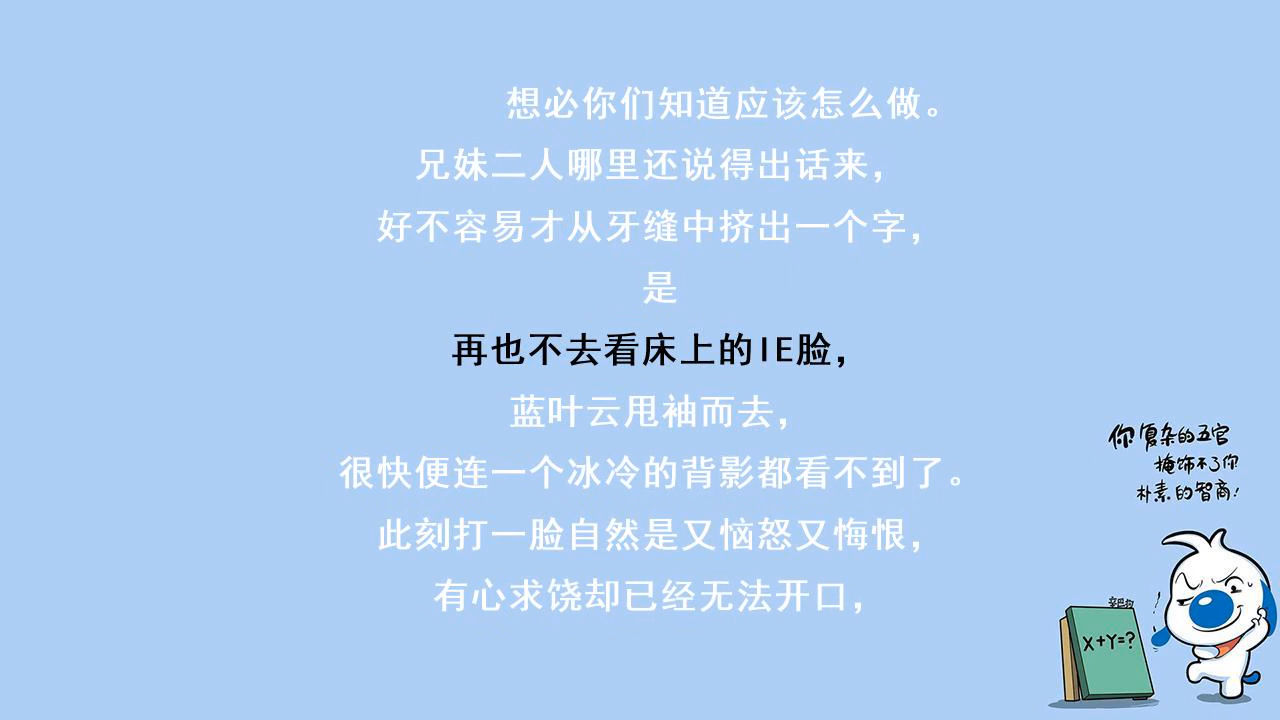 想必你们知道应该怎么做。
兄妹二人哪里还说得出话来，
好不容易才从牙缝中挤出一个字，
是
再也不去看床上的IE脸，
蓝叶云甩袖而去，
很快便连一个冰冷的背影都看不到了。
此刻打一脸自然是又恼怒又悔恨，
有心求饶却已经无法开口，
你复杂的五官
掩饰不了你
朴素的智商！
X+Y=?